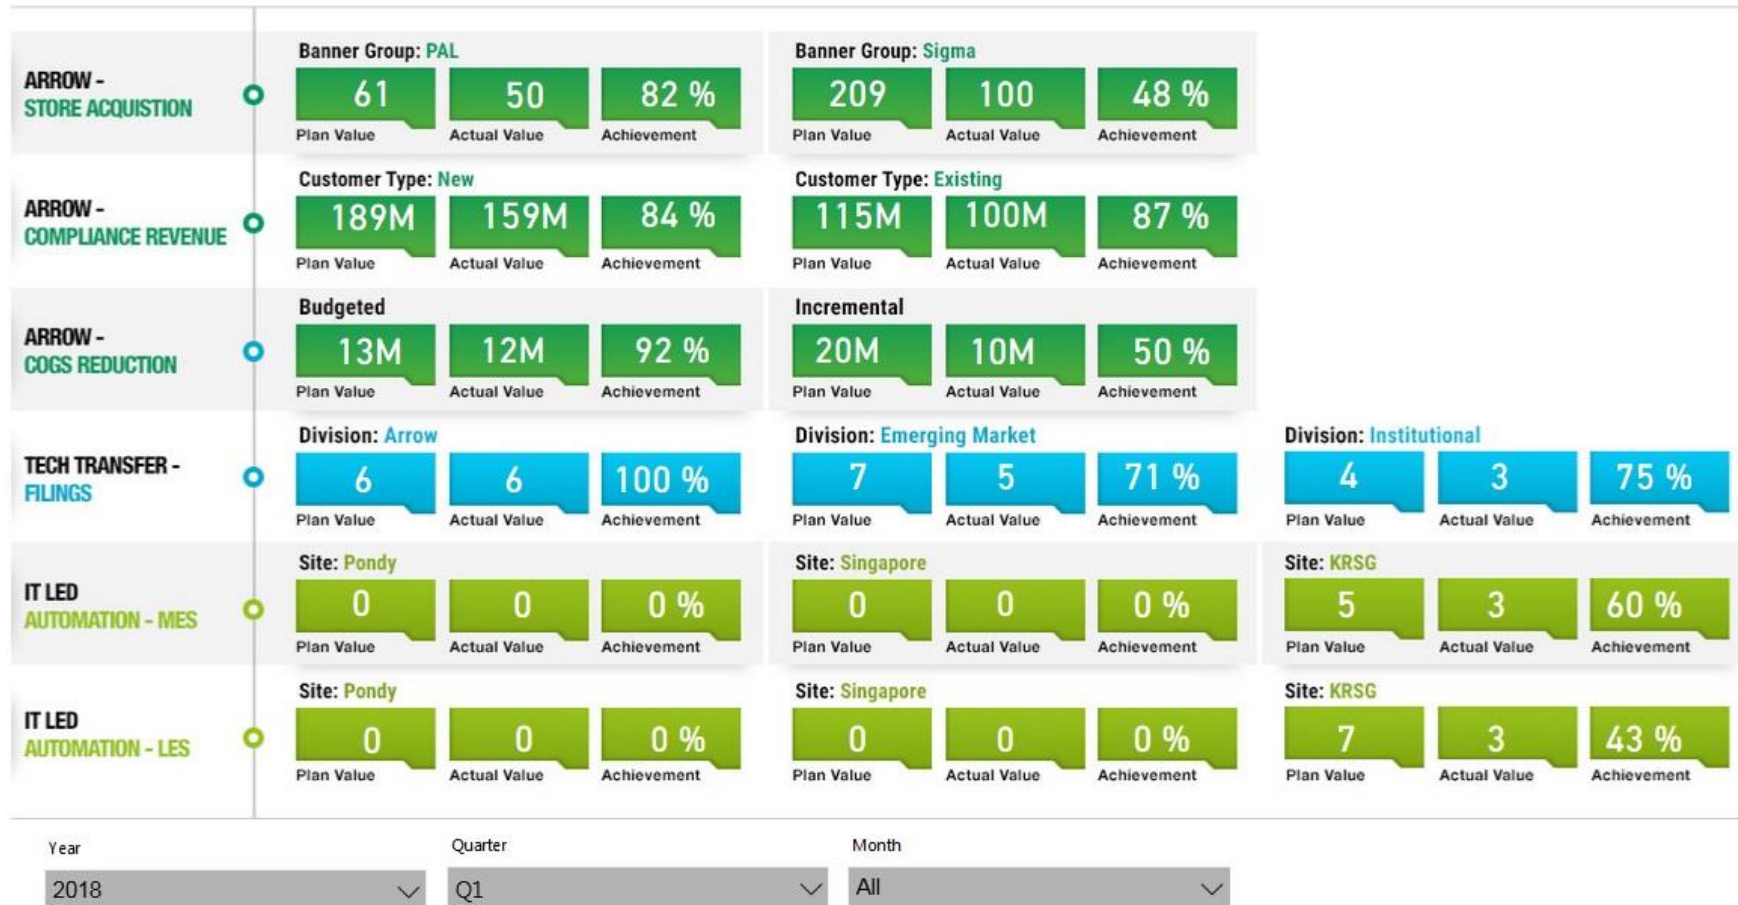 Banner Group: PAL
Banner Group: Sigma
ARROW -
STORE ACQUISTION
61 50 82 %
209 100 48 %
Plan Value Actual Value Achievement
Plan Value Actual Value Achievement
Customer Type: New
Customer Type: Existing
ARROW -
COMPLIANCE REVENUE
189M 159M 84 %
115M 100M 87 %
Plan Value Actual Value Achievement
Plan Value Actual Value Achievement
Budgeted
Incremental
ARROW -
COGS REDUCTION
13M 12M 92 %
20M 10M 50 %
Plan Value Actual Value Achievement
Plan Value Actual Value Achievement
Division: Arrow
Division: Emerging Market
Division: Institutional
TECH TRANSFER -
FILINGS
6 6 100 %
7 5 71 %
4 3 75 %
Plan Value Actual Value Achievement
Plan Value Actual Value Achievement
Plan Value Actual Value Achievement
Site: Pondy
Site: Singapore
Site: KRSG
IT LED
AUTOMATION - MES
0 0 0 %
0 0 0 %
5 3 60 %
Plan Value Actual Value Achievement
Plan Value Actual Value Achievement
Plan Value Actual Value Achievement
Site: Pondy
Site: Singapore
Site: KRSG
IT LED
AUTOMATION - LES
0 0 0 %
0 0 0 %
7 3 43 %
Plan Value Actual Value Achievement
Plan Value Actual Value Achievement
Plan Value Actual Value Achievement
Year
Quarter
Month
2018
Q1
All